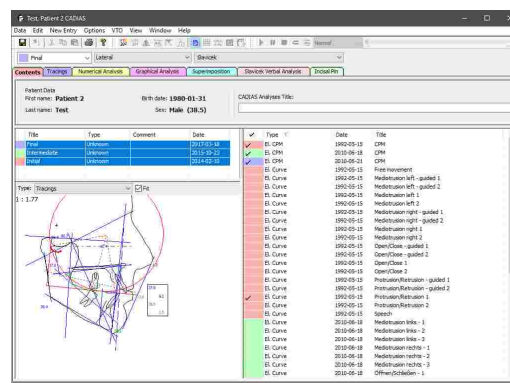 Test, Patient 2 CADIAS
Data Edit New Entry Options VTO View Window Help
Normal
Final Lateral Slavicek
Contents Tracings Numerical Analysis Graphical Analysis Superimposition Slavicek Verbal Analysis Incisal Pin
Patient Data
First name: Patient 2 Birth date: 1980-01-31 CADIAS Analyses Title:
Last name: Test Sex: Male (38.5)
Title Type Comment Date
Final Unknown 2017-03-18
Intermediate Unknown 2015-10-23
Initial Unknown 2014-02-10
Type: Tracings Fit
1 : 1.77
✓ Type Date Title
✓ El. CPM 1992-05-15 CPM
✓ El. CPM 2010-06-18 CPM
✓ El. CPM 2010-06-21 CPM
El. Curve 1992-05-15 Free movement
El. Curve 1992-05-15 Mediotrusion left - guided 1
El. Curve 1992-05-15 Mediotrusion left - guided 2
El. Curve 1992-05-15 Mediotrusion left 1
El. Curve 1992-05-15 Mediotrusion left 2
El. Curve 1992-05-15 Mediotrusion right - guided 1
El. Curve 1992-05-15 Mediotrusion right - guided 2
El. Curve 1992-05-15 Mediotrusion right 1
El. Curve 1992-05-15 Mediotrusion right 2
El. Curve 1992-05-15 Open/Close - guided 1
El. Curve 1992-05-15 Open/Close - guided 2
El. Curve 1992-05-15 Open/Close 1
El. Curve 1992-05-15 Open/Close 2
El. Curve 1992-05-15 Protrusion/Retrusion - guided 1
El. Curve 1992-05-15 Protrusion/Retrusion - guided 2
✓ El. Curve 1992-05-15 Protrusion/Retrusion 1
El. Curve 1992-05-15 Protrusion/Retrusion 2
El. Curve 1992-05-15 Speech
El. Curve 2010-06-18 Mediotrusion links - 1
El. Curve 2010-06-18 Mediotrusion links - 2
El. Curve 2010-06-18 Mediotrusion links - 3
El. Curve 2010-06-18 Mediotrusion rechts - 1
El. Curve 2010-06-18 Mediotrusion rechts - 2
El. Curve 2010-06-18 Mediotrusion rechts - 3
El. Curve 2010-06-18 Öffnen/Schließen - 1